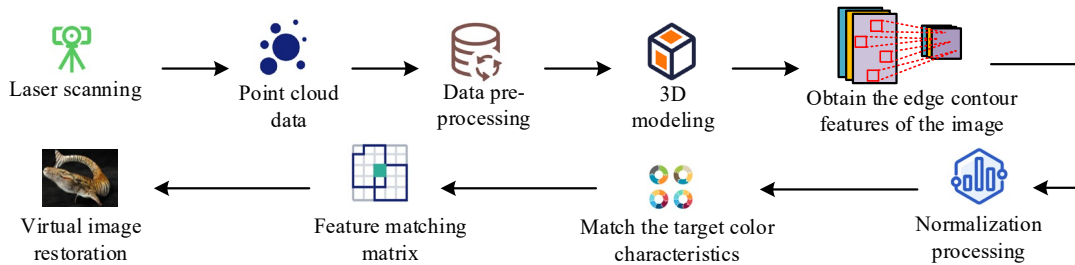 Laser scanning
Point cloud
data
Data pre-
processing
3D
modeling
Obtain the edge contour
features of the image
Virtual image
restoration
Feature matching
matrix
Match the target color
characteristics
Normalization
processing